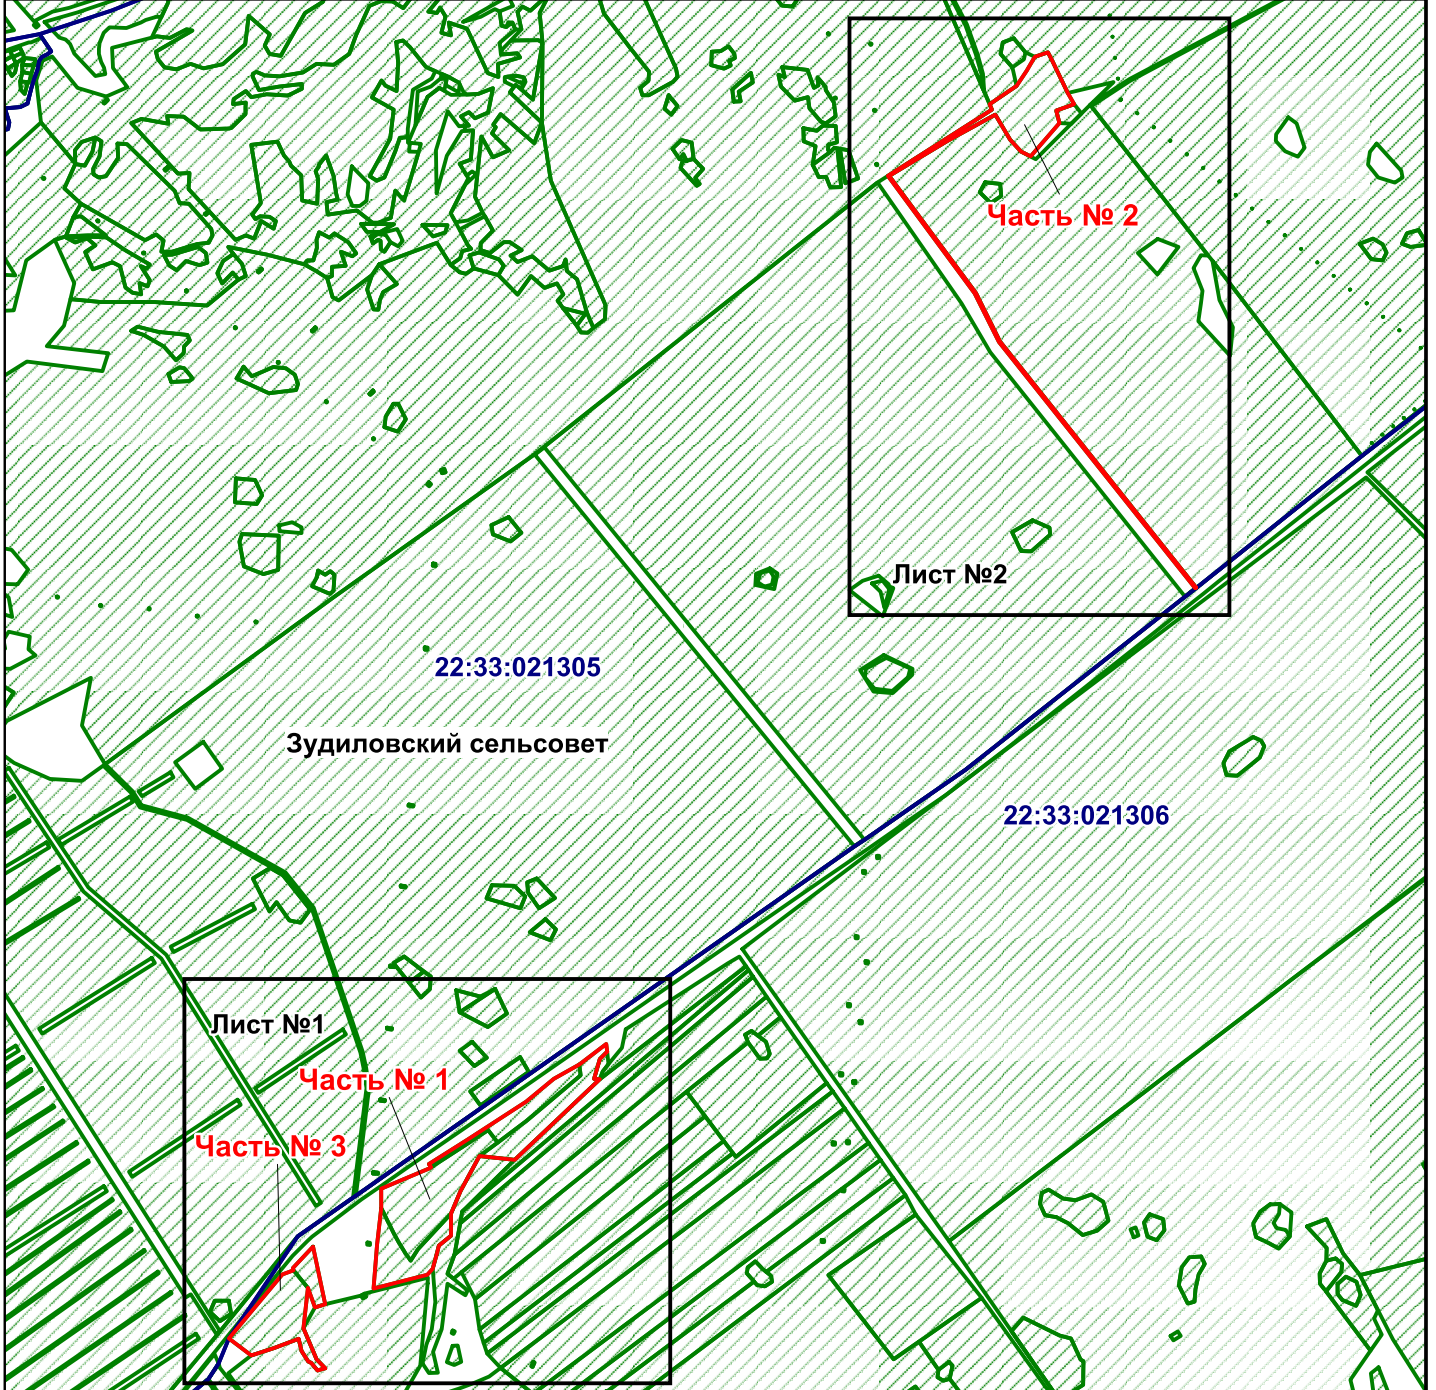 Часть № 2
Лист №2
22:33:021305
Зудиловский сельсовет
22:33:021306
Лист №1
Часть № 1
Часть № 3